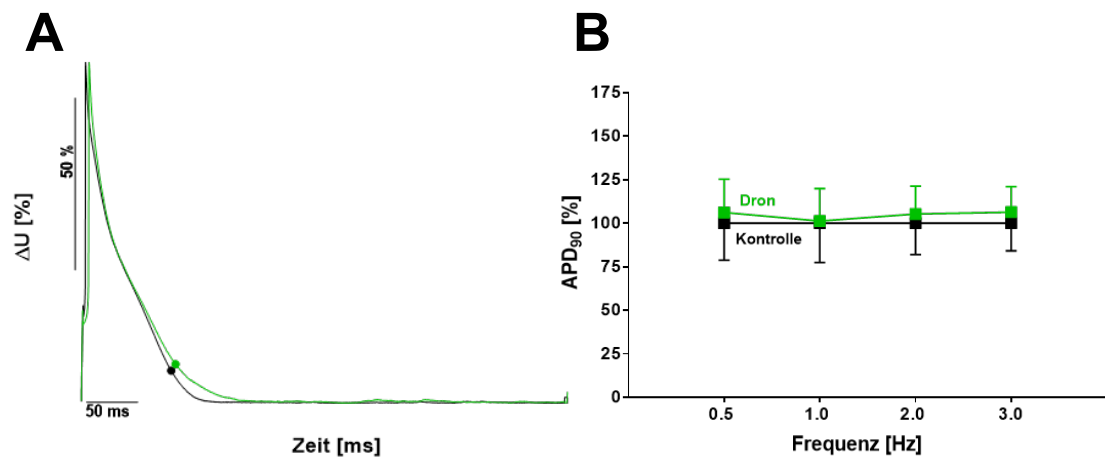 A
50 %
ΔU [%]
50 ms
Zeit [ms]
B
175
150
125
100
75
50
25
0
APD90 [%]
Dron
Kontrolle
0.5 1.0 2.0 3.0
Frequenz [Hz]